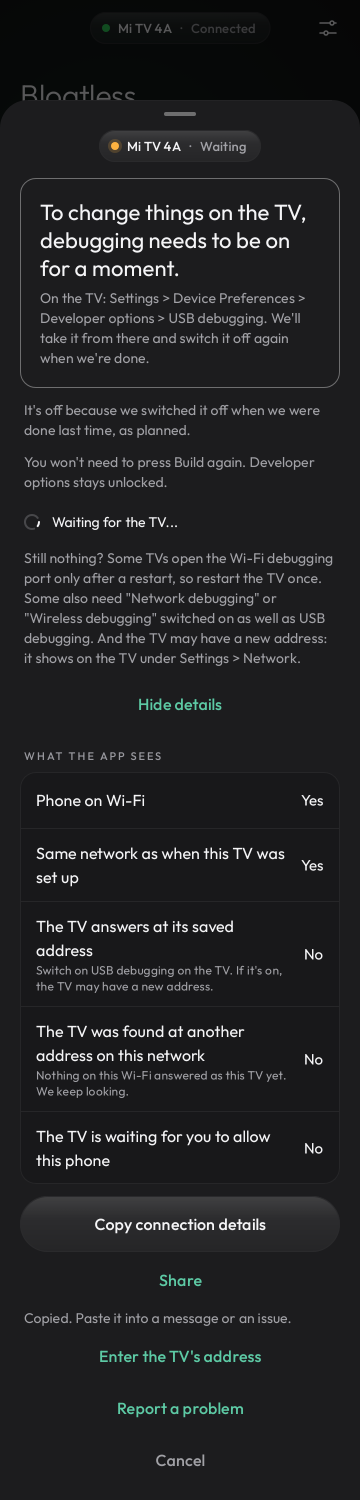 Mi TV 4A · Connected
Bloatless
Mi TV 4A · Waiting
To change things on the TV,
debugging needs to be on
for a moment.
On the TV: Settings > Device Preferences >
Developer options > USB debugging. We'll
take it from there and switch it off again
when we're done.
It's off because we switched it off when we were
done last time, as planned.
You won't need to press Build again. Developer
options stays unlocked.
Waiting for the TV...
Still nothing? Some TVs open the Wi-Fi debugging
port only after a restart, so restart the TV once.
Some also need "Network debugging" or
"Wireless debugging" switched on as well as USB
debugging. And the TV may have a new address:
it shows on the TV under Settings > Network.
Hide details
WHAT THE APP SEES
Phone on Wi-Fi Yes
Same network as when this TV was
set up Yes
The TV answers at its saved
address No
Switch on USB debugging on the TV. If it's on,
the TV may have a new address.
The TV was found at another
address on this network No
Nothing on this Wi-Fi answered as this TV yet.
We keep looking.
The TV is waiting for you to allow
this phone No
Copy connection details
Share
Copied. Paste it into a message or an issue.
Enter the TV's address
Report a problem
Cancel